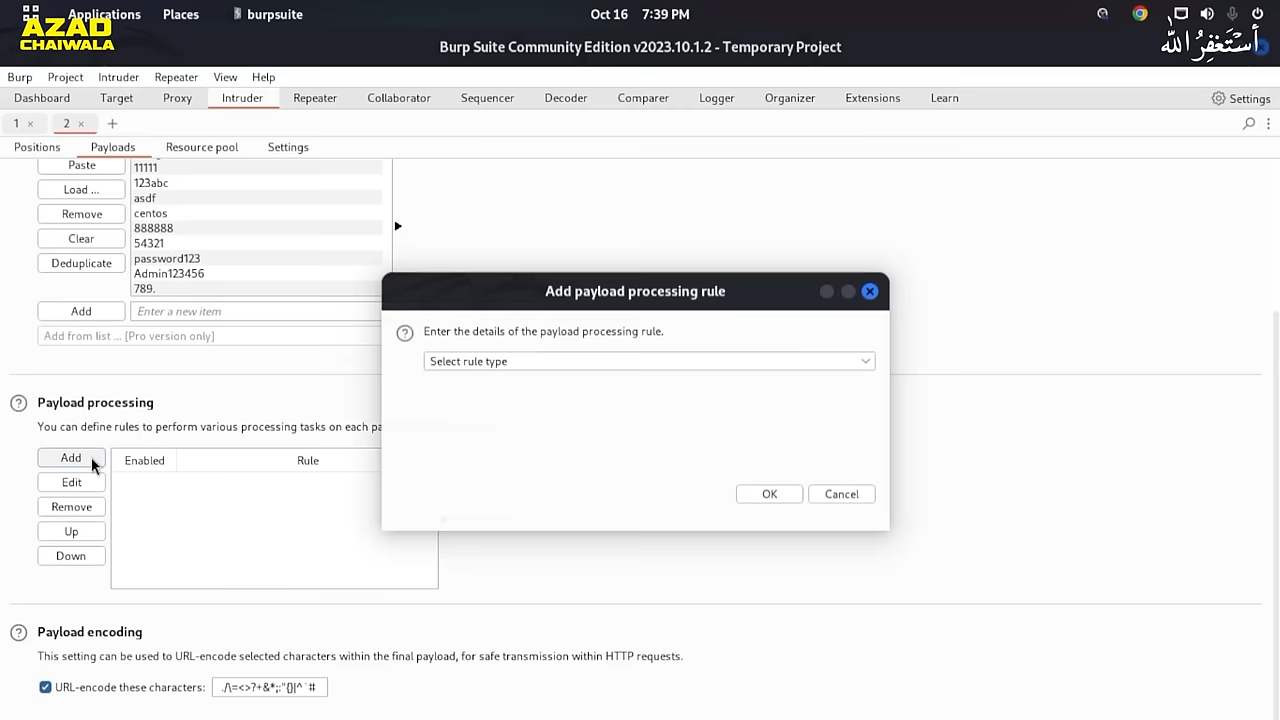 Applications Places burpsuite Oct 16 7:39 PM
AZAD
CHAIWALA
أستغفر الله
Burp Suite Community Edition v2023.10.1.2 - Temporary Project
Burp Project Intruder Repeater View Help
Dashboard Target Proxy Intruder Repeater Collaborator Sequencer Decoder Comparer Logger Organizer Extensions Learn Settings
1 × 2 × +
Positions Payloads Resource pool Settings
Paste
Load ...
Remove
Clear
Deduplicate
11111
123abc
asdf
centos
888888
54321
password123
Admin123456
789.
Add Enter a new item
Add from list ... [Pro version only]
Add payload processing rule
Enter the details of the payload processing rule.
Select rule type
OK Cancel
Payload processing
You can define rules to perform various processing tasks on each pa
Add
Edit
Remove
Up
Down
Enabled Rule
Payload encoding
This setting can be used to URL-encode selected characters within the final payload, for safe transmission within HTTP requests.
URL-encode these characters: ./\=<>?+&*;:"{}|^`#